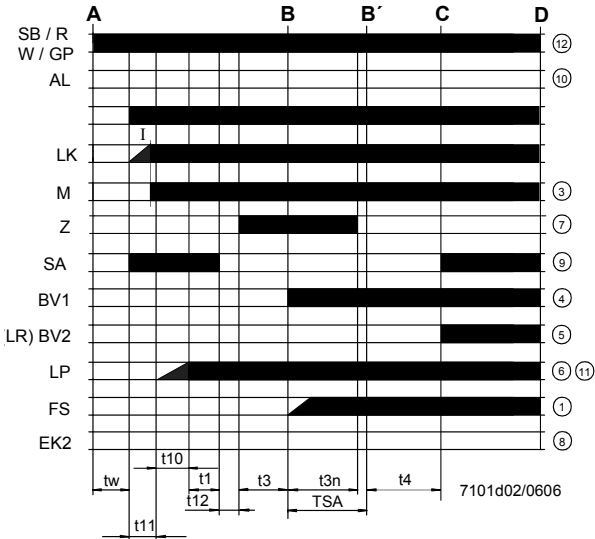 A B B´ C D
SB / R
W / GP ⑫
AL ⑩
I
LK
M ③
Z ⑦
SA ⑨
BV1 ④
(LR) BV2 ⑤
LP ⑥ ⑪
FS ①
EK2 ⑧
t10
tw t1 t3 t3n t4 7101d02/0606
t12 TSA
t11